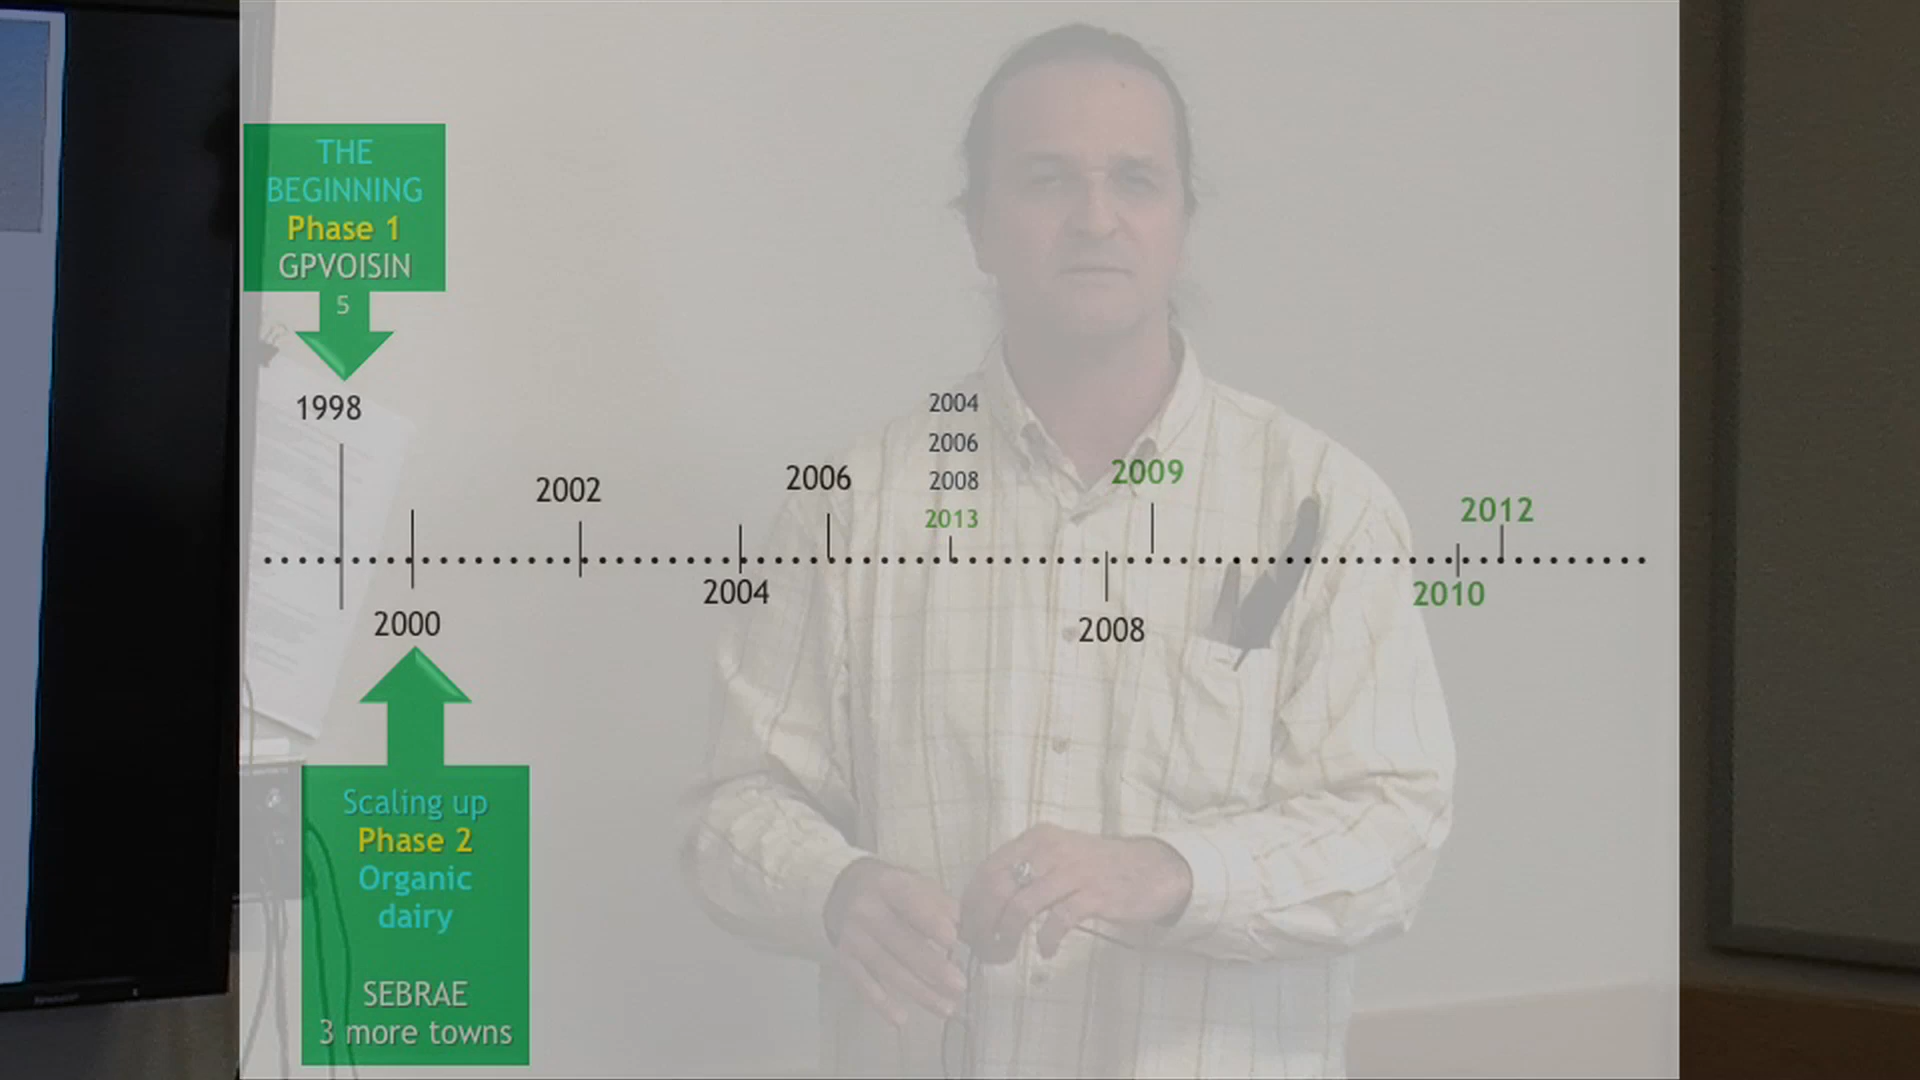 THE
BEGINNING
Phase 1
GPVOISIN
5
1998
2004
2006
2008
2013
2002
2006
2009
2012
2000
2004
2008
2010
Scaling up
Phase 2
Organic
dairy
SEBRAE
3 more towns